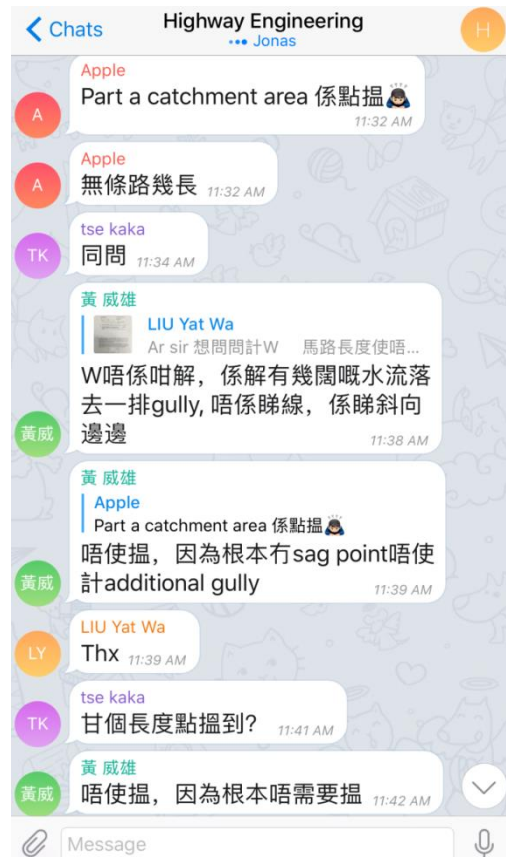 Chats
Highway Engineering
Jonas
H
Apple
Part a catchment area 係點揾
11:32 AM
A
Apple
無條路幾長 11:32 AM
A
tse kaka
同問 11:34 AM
TK
黃 威雄
LIU Yat Wa
Ar sir 想問問計W 馬路長度使唔...
W唔係咁解，係解有幾闊嘅水流落
去一排gully, 唔係睇線，係睇斜向
邊邊
11:38 AM
黃威
黃 威雄
Apple
Part a catchment area 係點揾
唔使揾，因為根本冇sag point唔使
計additional gully
11:39 AM
黃威
LIU Yat Wa
Thx 11:39 AM
LY
tse kaka
甘個長度點搵到? 11:41 AM
TK
黃 威雄
唔使揾，因為根本唔需要揾 11:42 AM
黃威
Message